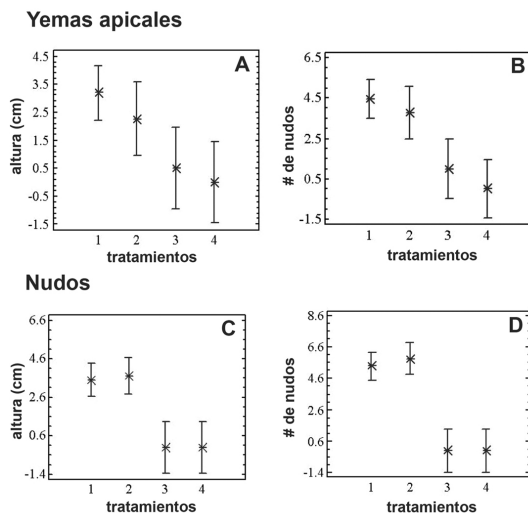 Yemas apicales
A
altura (cm)
4.5
3.5
2.5
1.5
0.5
-0.5
-1.5
1 2 3 4
tratamientos
B
# de nudos
6.5
4.5
2.5
0.5
-1.5
1 2 3 4
tratamientos
Nudos
C
altura (cm)
6.6
4.6
2.6
0.6
-1.4
1 2 3 4
tratamientos
D
# de nudos
8.6
6.6
4.6
2.6
0.6
-1.4
1 2 3 4
tratamientos